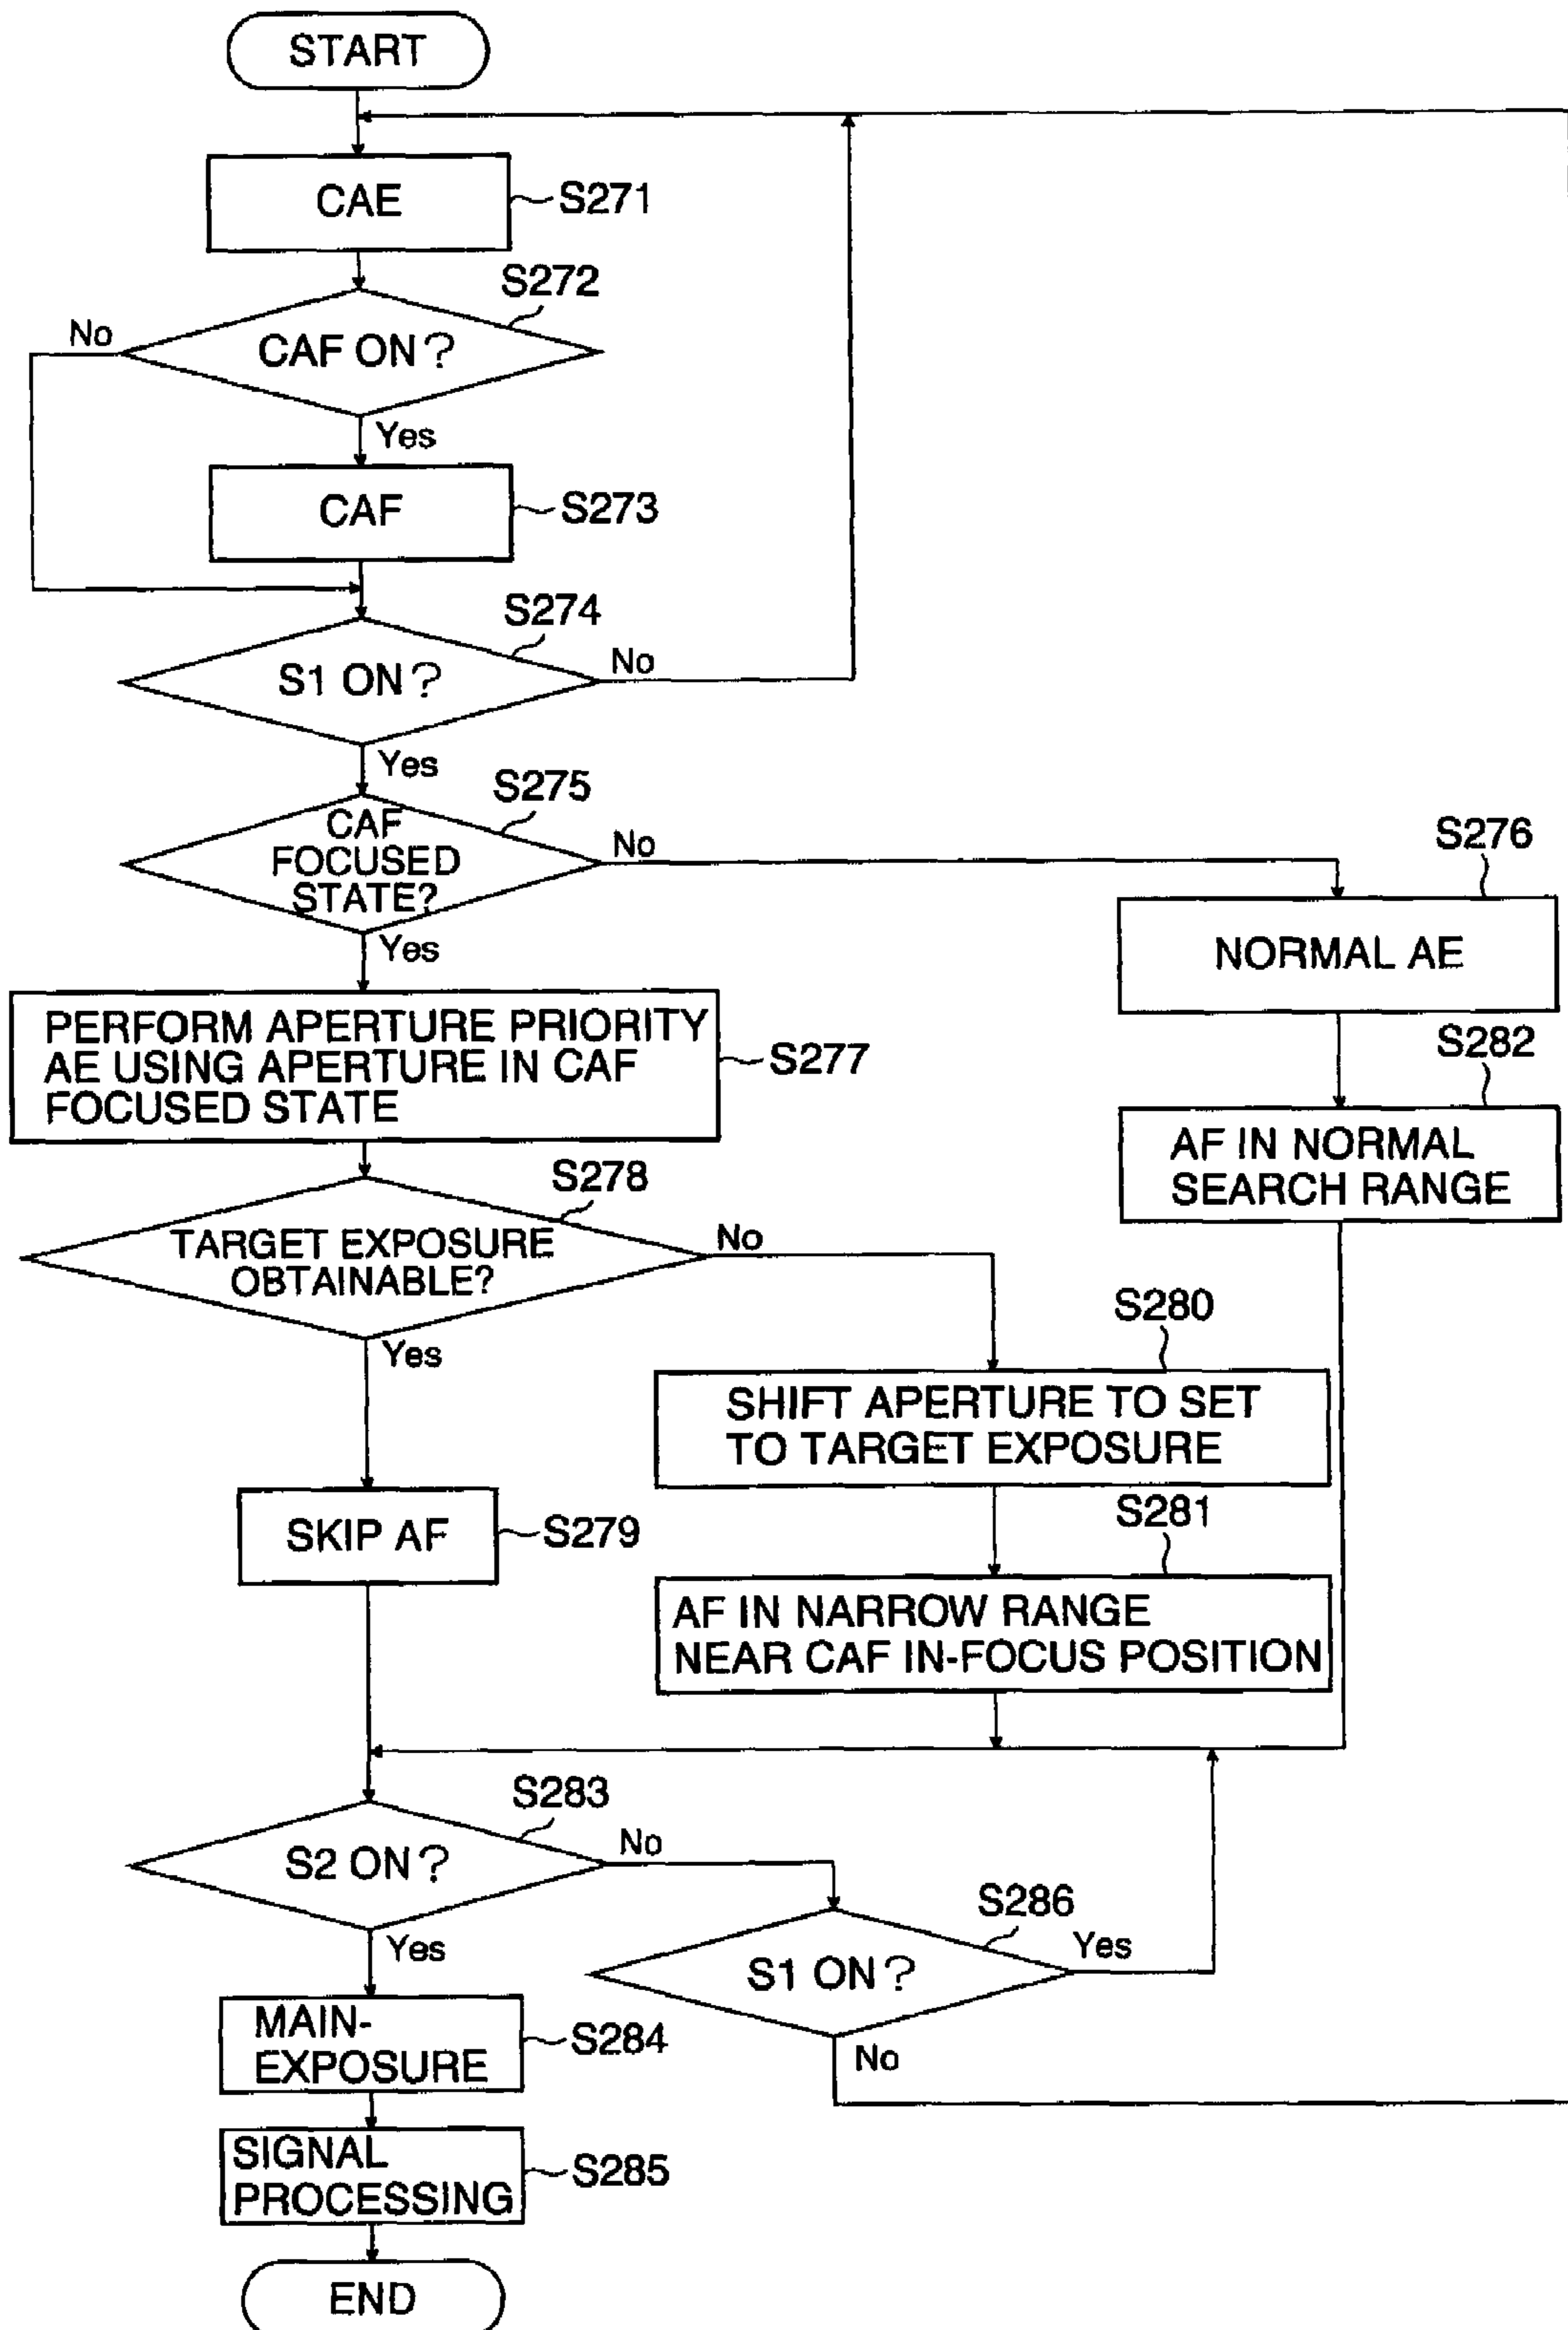 START
CAE
S271
S272
No
CAF ON?
Yes
CAF
S273
S274
S1 ON?
No
Yes
S275
CAF
FOCUSED
STATE?
No
Yes
S276
NORMAL AE
S282
AF IN NORMAL
SEARCH RANGE
PERFORM APERTURE PRIORITY
AE USING APERTURE IN CAF
FOCUSED STATE
S277
S278
TARGET EXPOSURE
OBTAINABLE?
No
Yes
S280
SHIFT APERTURE TO SET
TO TARGET EXPOSURE
SKIP AF
S279
S281
AF IN NARROW RANGE
NEAR CAF IN-FOCUS POSITION
S283
S2 ON?
No
Yes
S286
S1 ON?
Yes
No
MAIN-
EXPOSURE
S284
SIGNAL
PROCESSING
S285
END